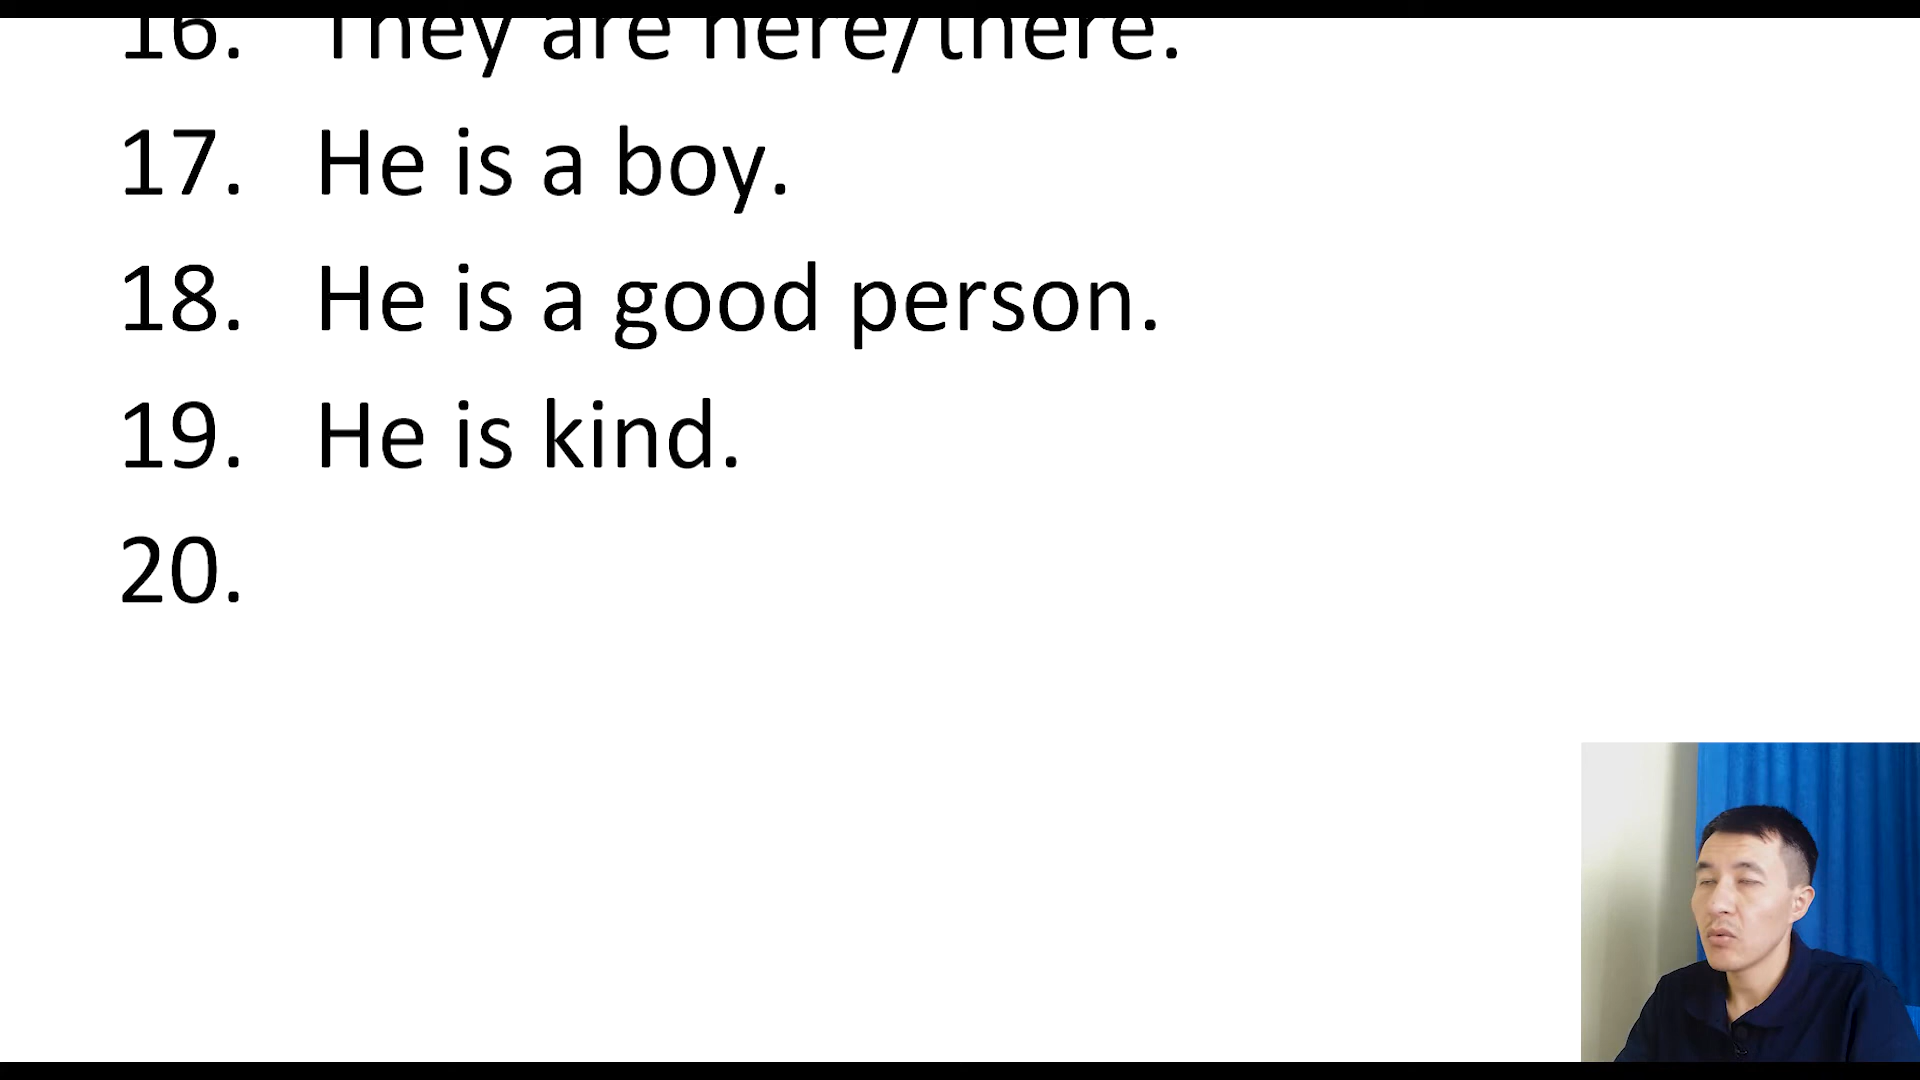 16. They are here/there.
17. He is a boy.
18. He is a good person.
19. He is kind.
20.